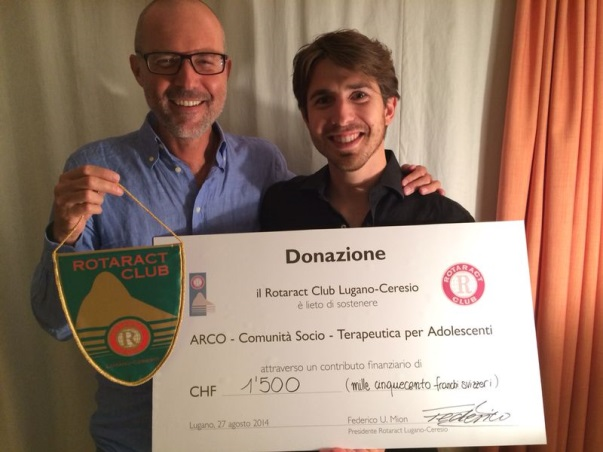 ROTARACT
CLUB
Donazione
il Rotaract Club Lugano-Ceresio
è lieto di sostenere
ROTARACT
CLUB
ARCO - Comunità Socio - Terapeutica per Adolescenti
attraverso un contributo finanziario di
CHF 1'500 (mille cinquecento franchi svizzeri)
Lugano, 27 agosto 2014
Federico U. Mion
Federico
Presidente Rotaract Lugano-Ceresio